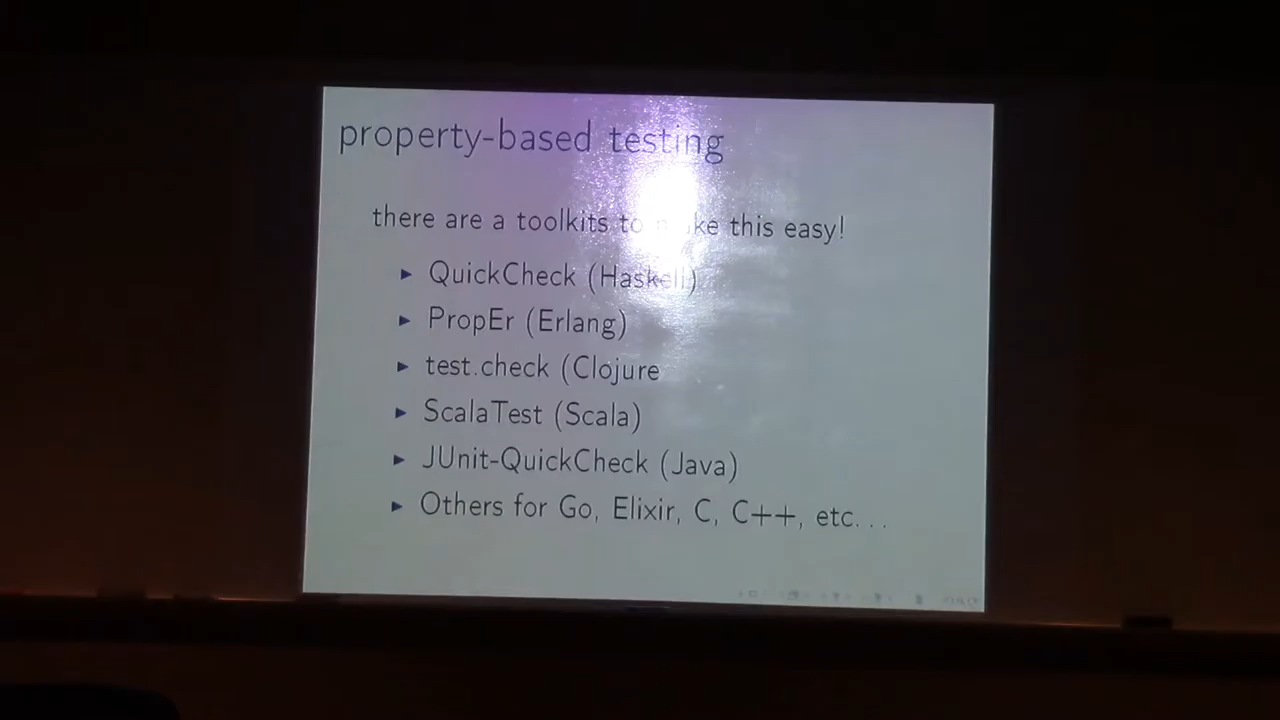 property-based testing
there are a toolkits to make this easy!
▸ QuickCheck (Haskell)
▸ PropEr (Erlang)
▸ test.check (Clojure
▸ ScalaTest (Scala)
▸ JUnit-QuickCheck (Java)
▸ Others for Go, Elixir, C, C++, etc...